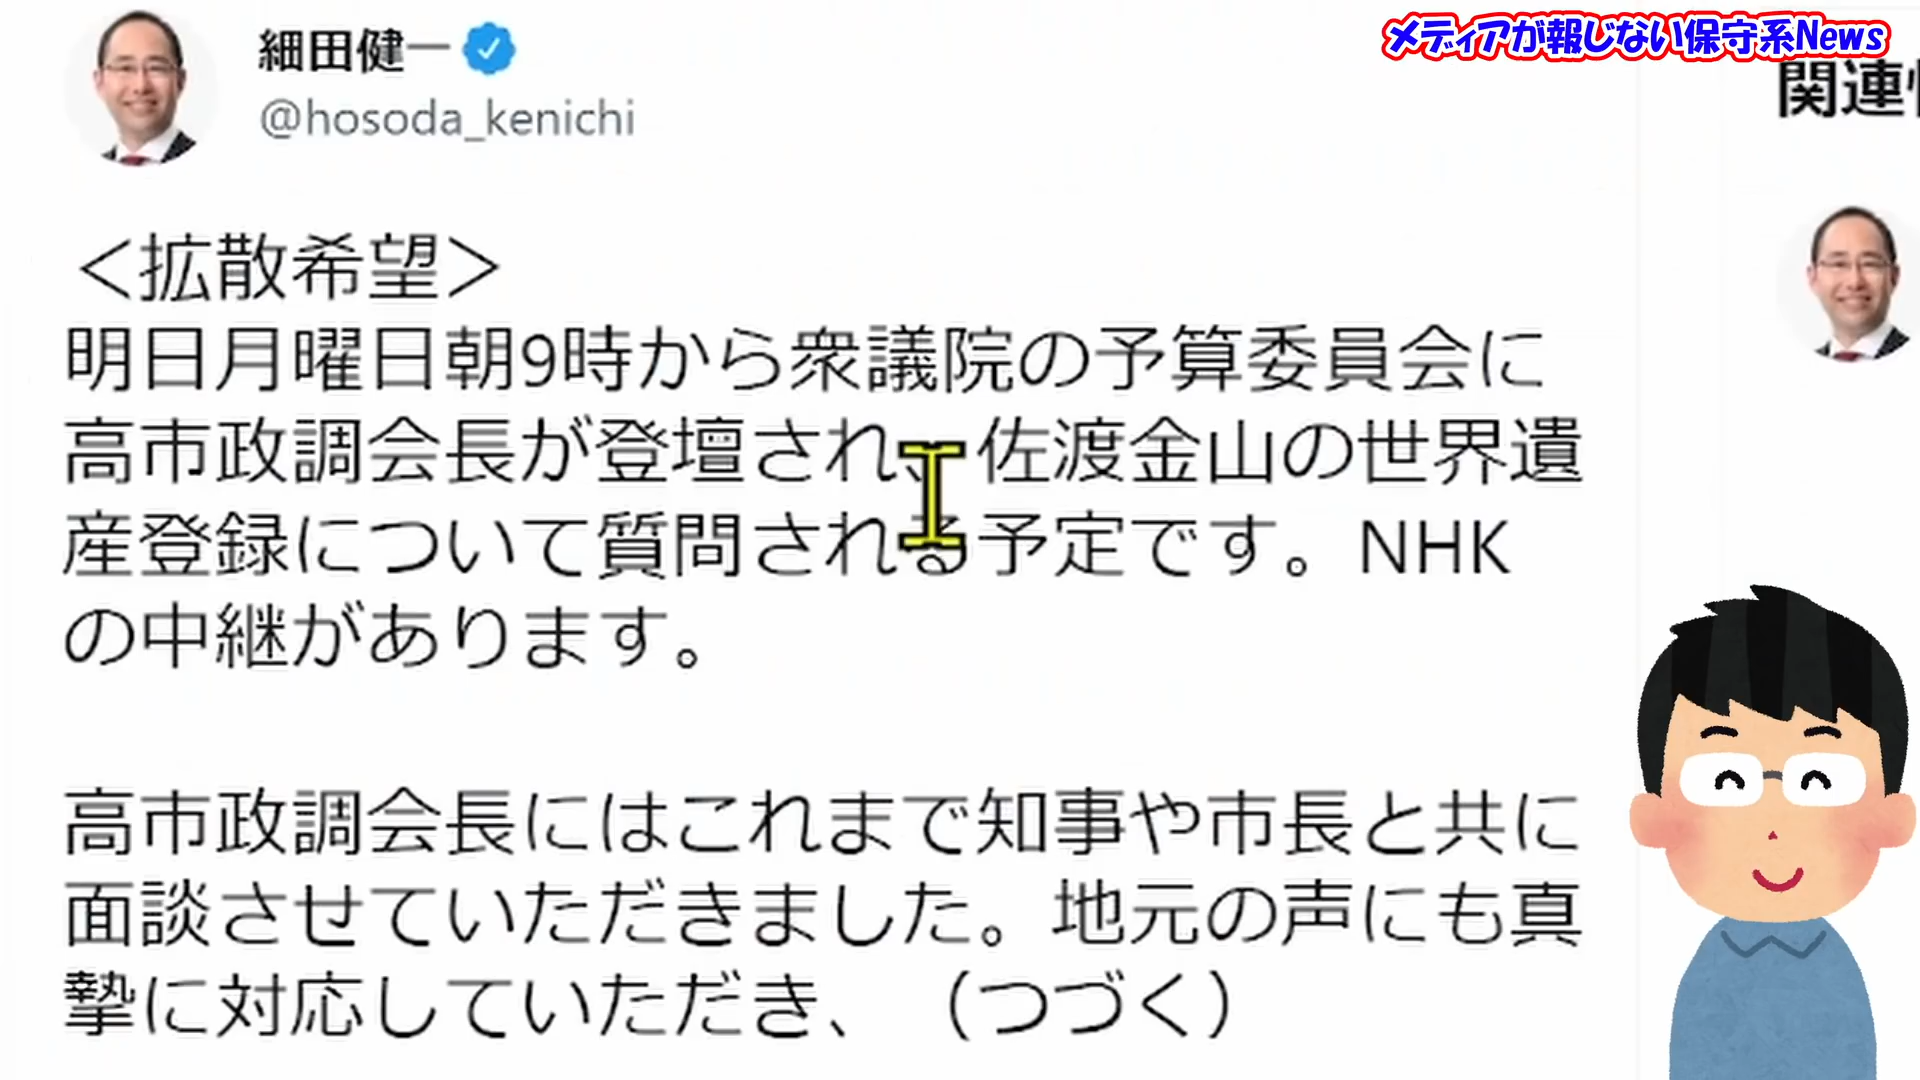 メディアが報じない保守系News
細田健一
@hosoda_kenichi
関連
＜拡散希望＞
明日月曜日朝9時から衆議院の予算委員会に
高市政調会長が登壇され、佐渡金山の世界遺
産登録について質問される予定です。NHK
の中継があります。
高市政調会長にはこれまで知事や市長と共に
面談させていただきました。地元の声にも真
摯に対応していただき、（つづく）